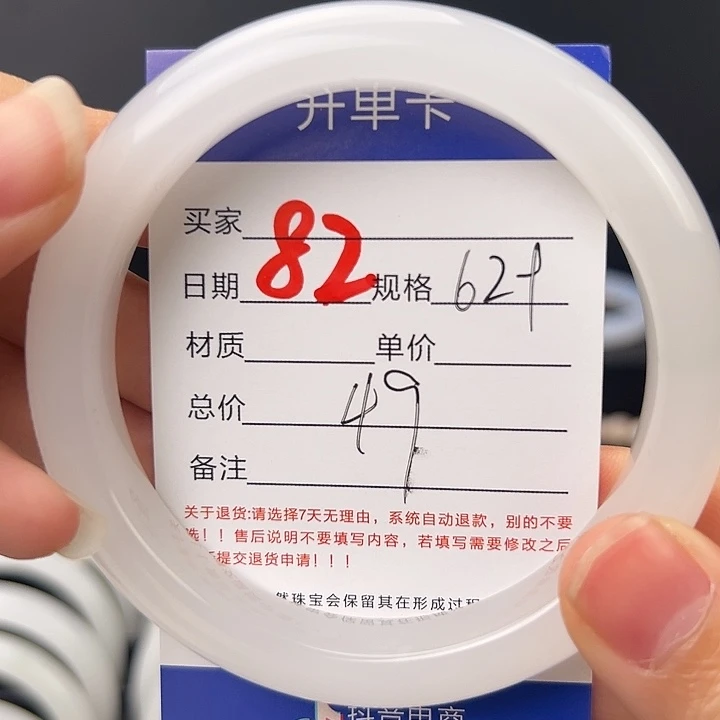 开单卡
买家
82
日期 规格 62+
材质 单价
总价 49
备注
关于退货:请选择7天无理由，系统自动退款，别的不要
选！！售后说明不要填写内容，若填写需要修改之后
提交退货申请！！！
然珠宝会保留其在形成过程
抖音电商